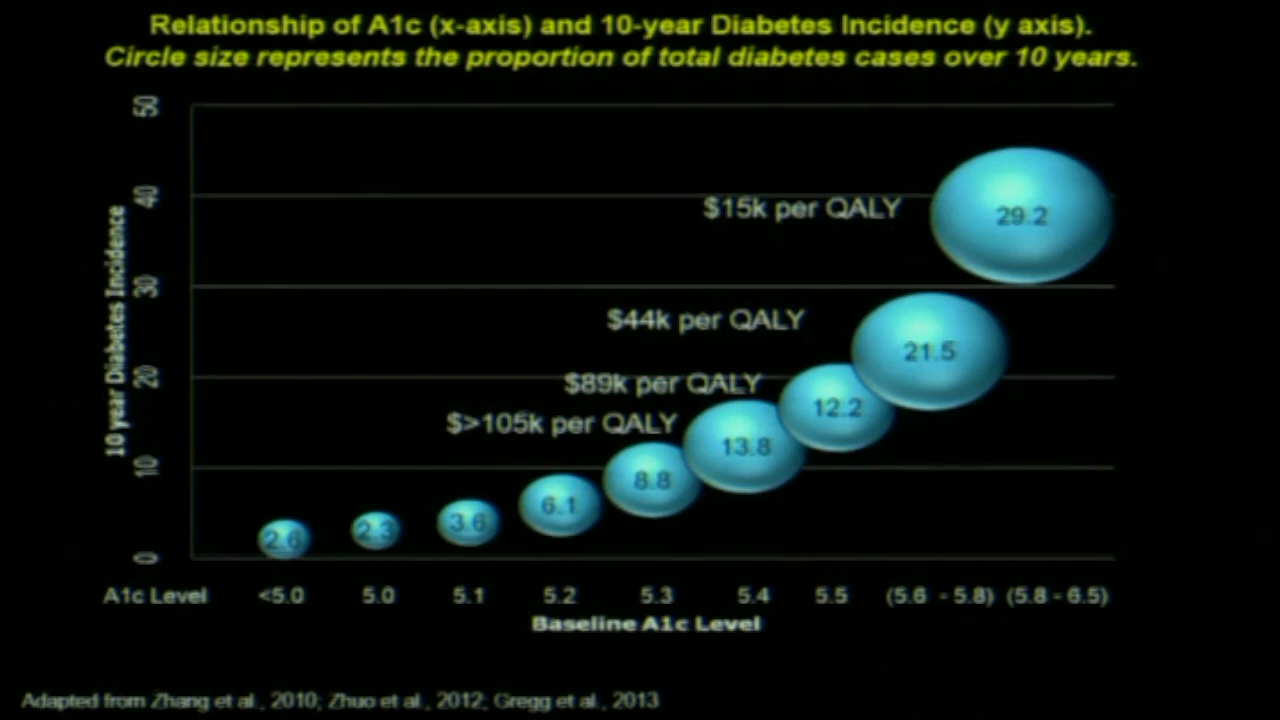 Relationship of A1c (x-axis) and 10-year Diabetes Incidence (y axis).
Circle size represents the proportion of total diabetes cases over 10 years.
50
40
30
20
10
0
10 year Diabetes Incidence
$15k per QALY
29.2
$44k per QALY
21.5
$89k per QALY
12.2
$>105k per QALY
13.8
8.8
6.1
3.6
2.3
2.6
A1c Level <5.0 5.0 5.1 5.2 5.3 5.4 5.5 (5.6 - 5.8) (5.8 - 6.5)
Baseline A1c Level
Adapted from Zhang et al., 2010; Zhuo et al., 2012; Gregg et al., 2013